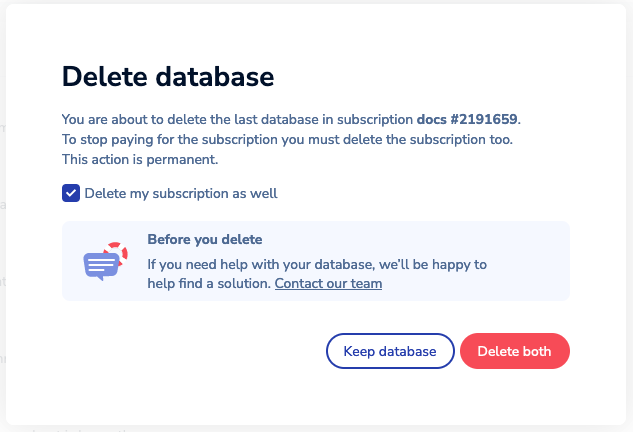 Delete database
You are about to delete the last database in subscription docs #2191659.
To stop paying for the subscription you must delete the subscription too.
This action is permanent.
Delete my subscription as well
Before you delete
If you need help with your database, we'll be happy to
help find a solution. Contact our team
Keep database
Delete both